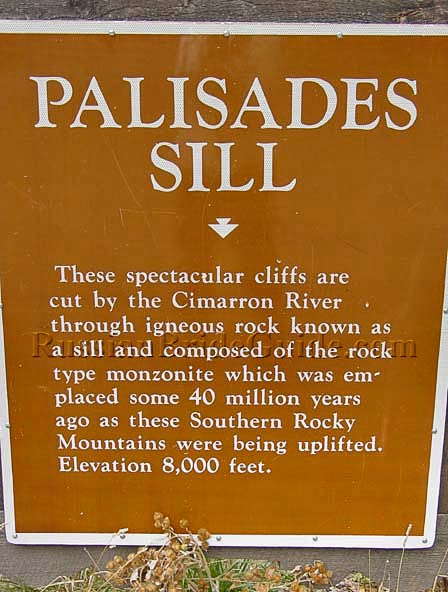 PALISADES
SILL
These spectacular cliffs are
cut by the Cimarron River
through igneous rock known as
a sill and composed of the rock
type monzonite which was em-
placed some 40 million years
ago as these Southern Rocky
Mountains were being uplifted.
Elevation 8,000 feet.
RussianBrideGuide.com